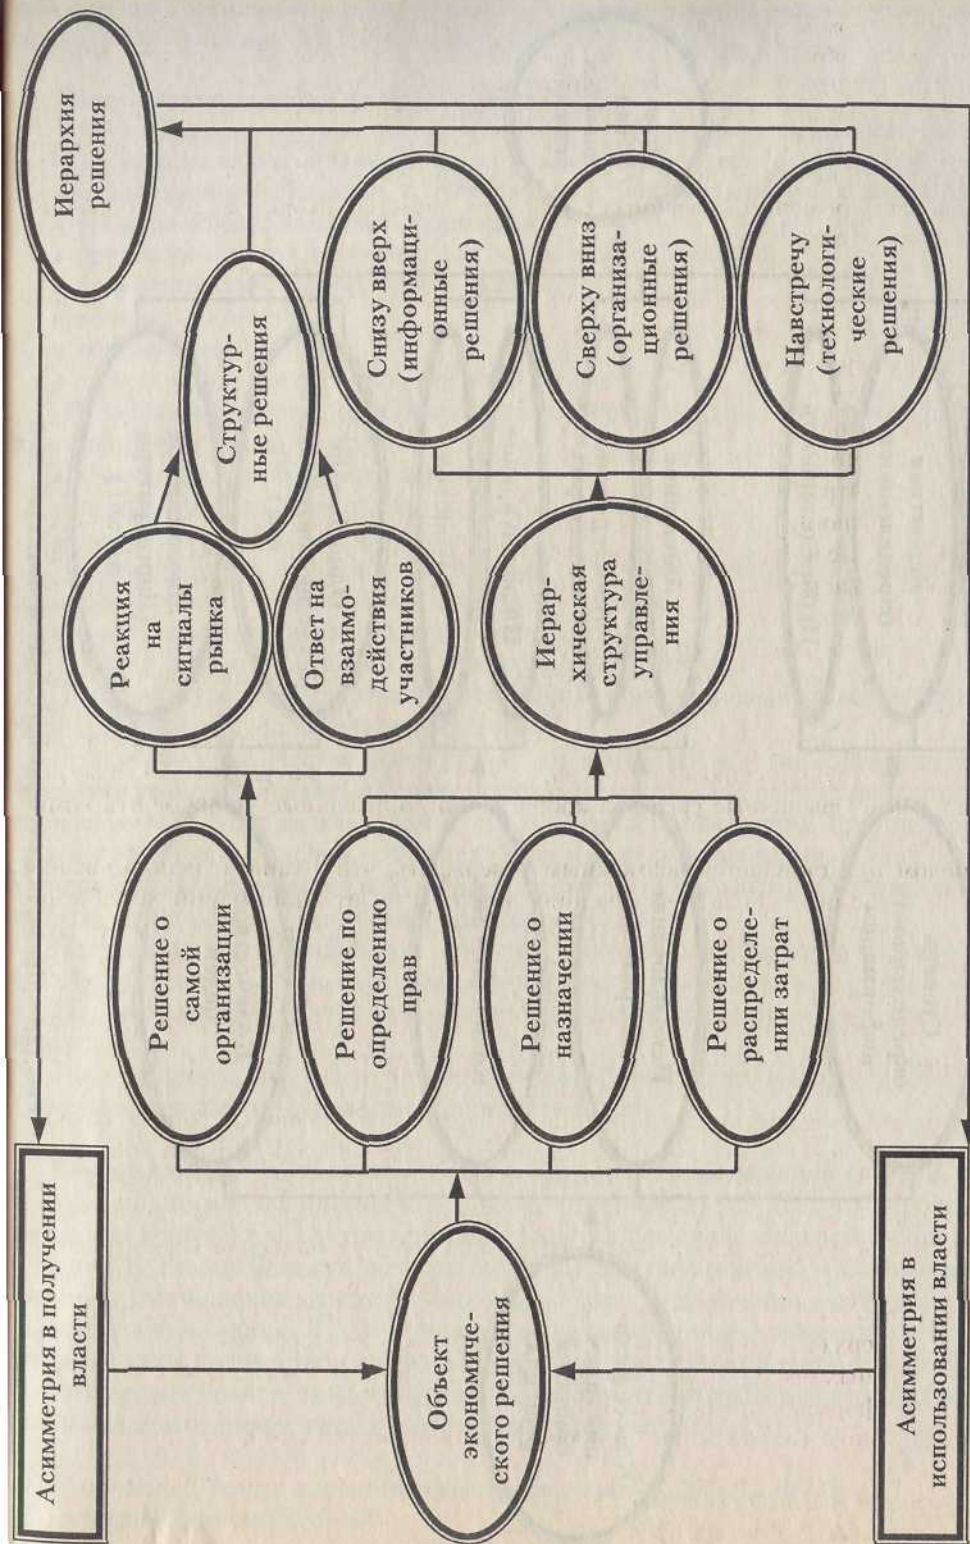 Асимметрия в получении
власти
Объект
экономиче-
ского решения
Асимметрия в
использовании власти
Решение о
самой
организации
Решение по
определению
прав
Решение о
назначении
Решение о
распределе-
нии затрат
Реакция
на
сигналы
рынка
Ответ на
взаимо-
действия
участников
Иерар-
хическая
структура
управле-
ния
Структур-
ные решения
Снизу вверх
(информаци-
онные
решения)
Сверху вниз
(организа-
ционные
решения)
Навстречу
(технологи-
ческие
решения)
Иерархия
решения